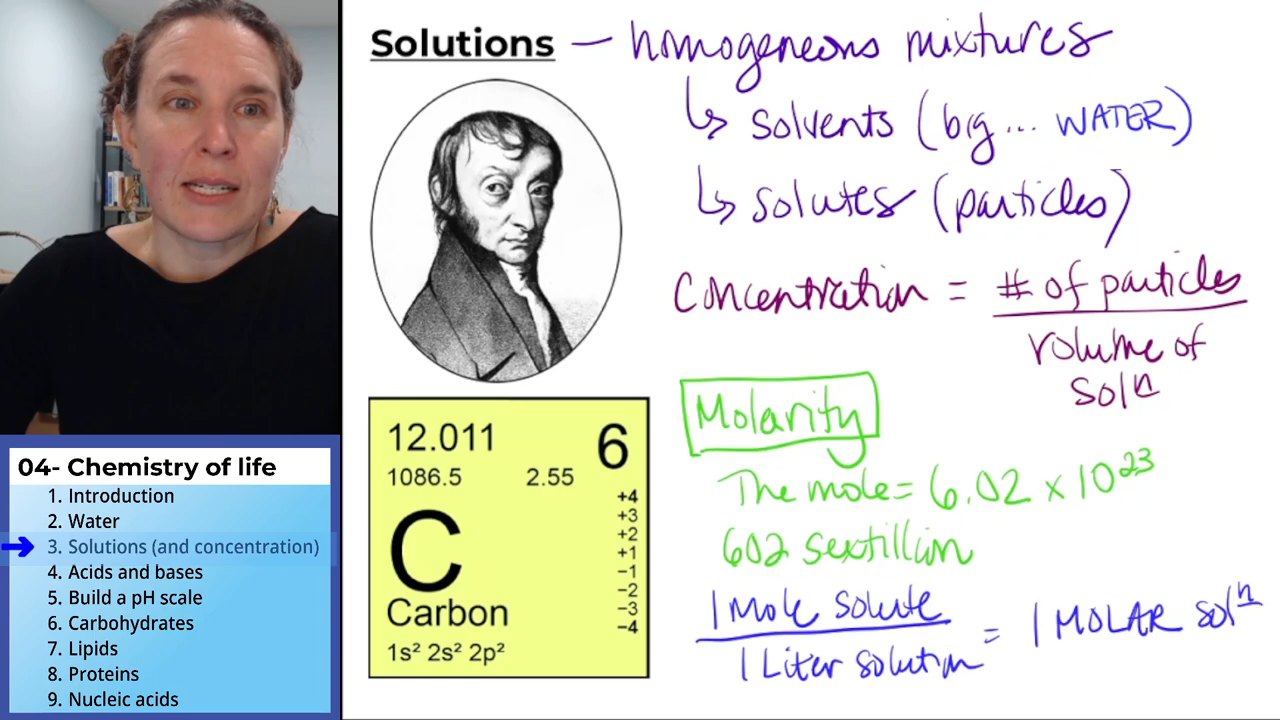 Solutions – homogeneous mixtures
↳ solvents (big... WATER)
↳ solutes (particles)
Concentration = # of particles
volume of
solⁿ
Molarity
The mole = 6.02 x 10²³
602 sextillion
1 Mole solute
1 Liter solution
= 1 MOLAR solⁿ
12.011
6
1086.5
2.55
+4
+3
+2
+1
−1
−2
−3
−4
C
Carbon
1s² 2s² 2p²
04- Chemistry of life
1. Introduction
2. Water
3. Solutions (and concentration)
4. Acids and bases
5. Build a pH scale
6. Carbohydrates
7. Lipids
8. Proteins
9. Nucleic acids